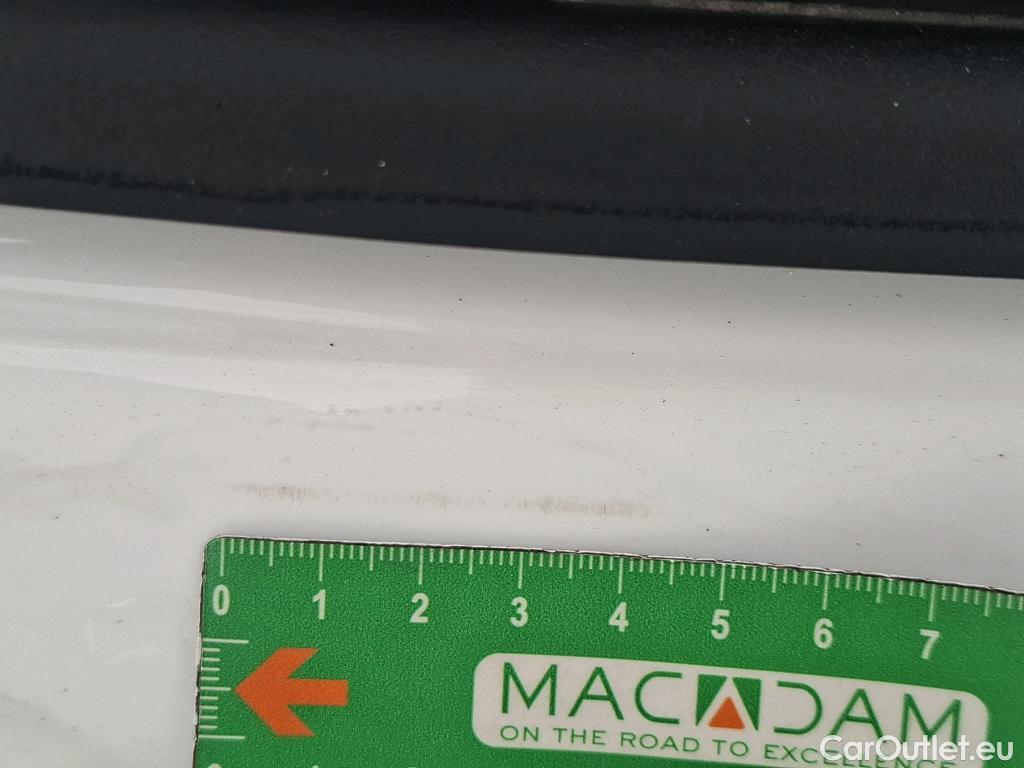 0 1 2 3 4 5 6 7
MACADAM
ON THE ROAD TO EXCELLENCE
CarOutlet.eu